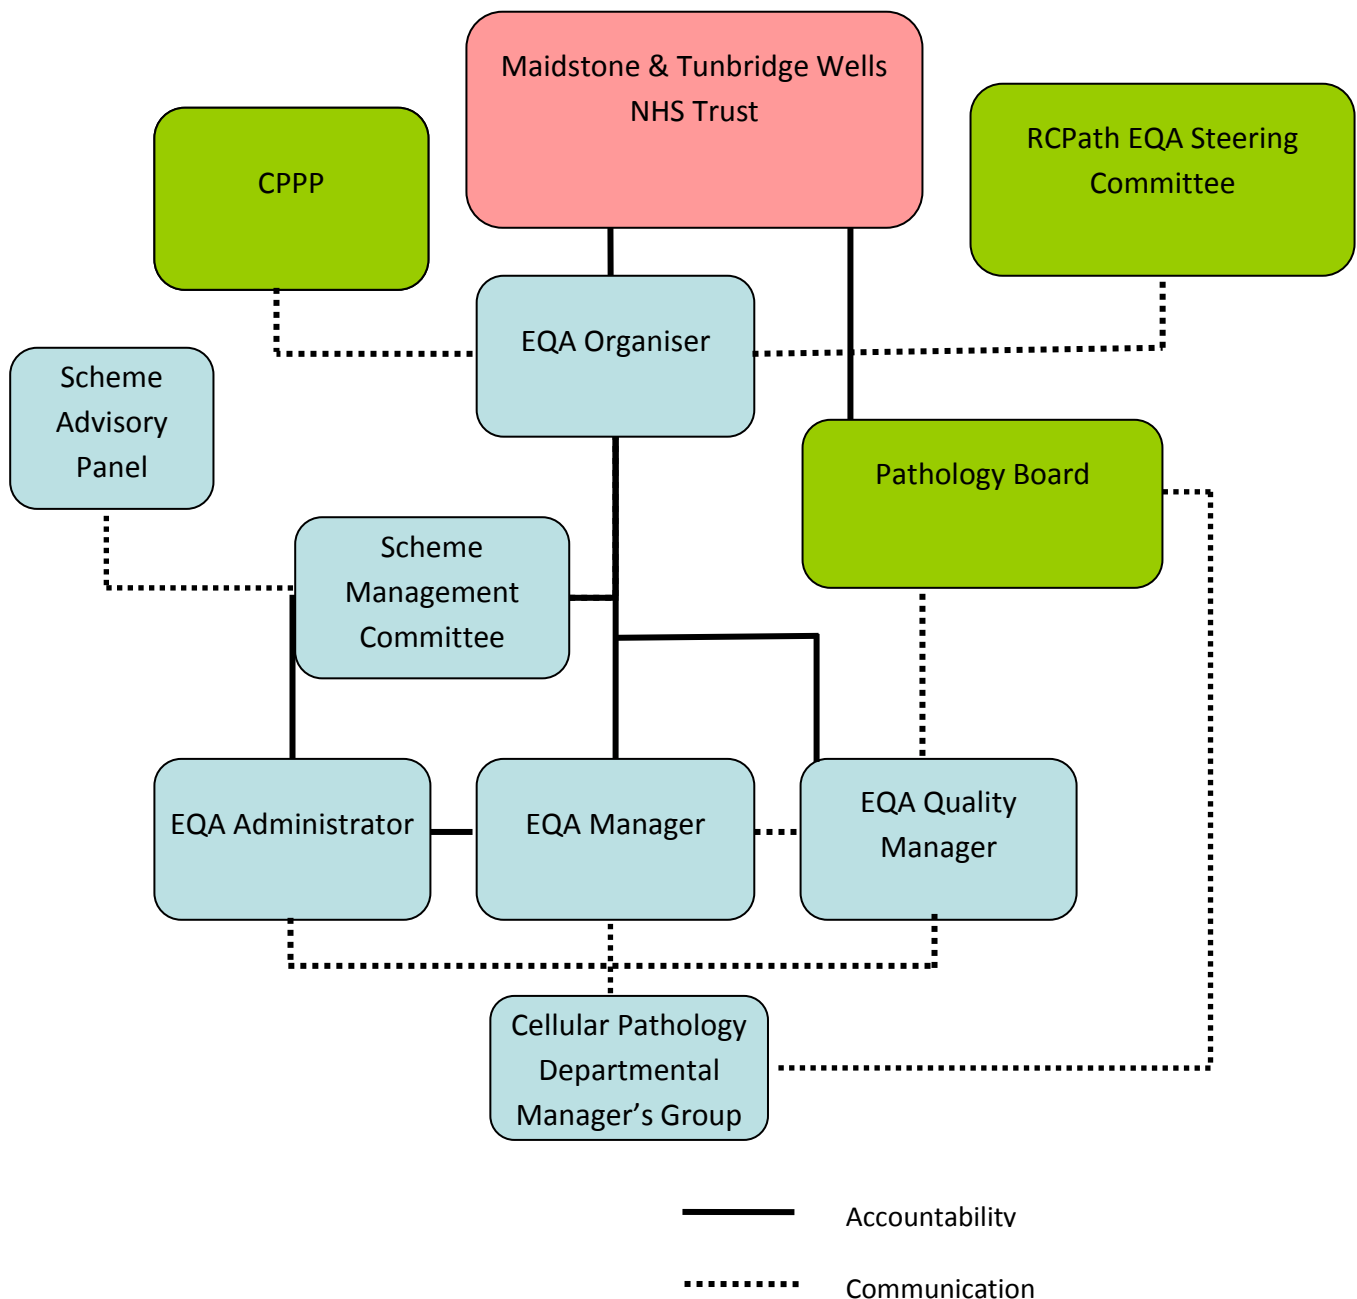 Maidstone & Tunbridge Wells
NHS Trust
CPPP
RCPath EQA Steering
Committee
EQA Organiser
Scheme
Advisory
Panel
Pathology Board
Scheme
Management
Committee
EQA Administrator
EQA Manager
EQA Quality
Manager
Cellular Pathology
Departmental
Manager’s Group
Accountability
Communication